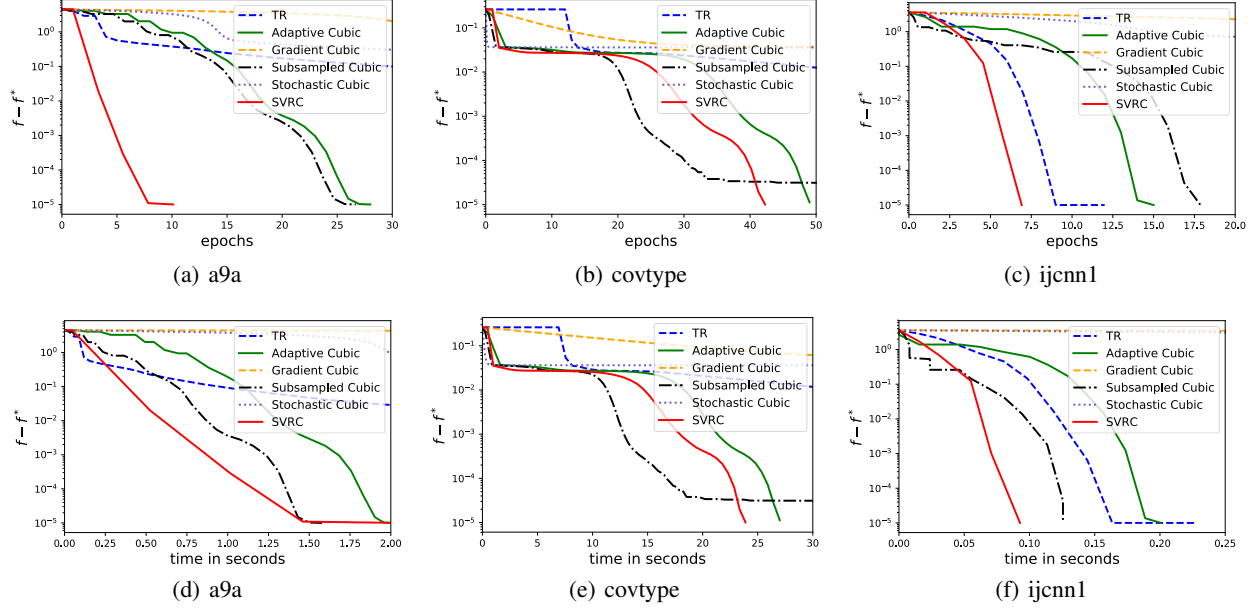 10^0
10^-1
10^-2
10^-3
10^-4
10^-5
f − f*
0 5 10 15 20 25 30
epochs
TR
Adaptive Cubic
Gradient Cubic
Subsampled Cubic
Stochastic Cubic
SVRC
(a) a9a
10^-1
10^-2
10^-3
10^-4
10^-5
f − f*
0 10 20 30 40 50
epochs
TR
Adaptive Cubic
Gradient Cubic
Subsampled Cubic
Stochastic Cubic
SVRC
(b) covtype
10^0
10^-1
10^-2
10^-3
10^-4
10^-5
f − f*
0.0 2.5 5.0 7.5 10.0 12.5 15.0 17.5 20.0
epochs
TR
Adaptive Cubic
Gradient Cubic
Subsampled Cubic
Stochastic Cubic
SVRC
(c) ijcnn1
10^0
10^-1
10^-2
10^-3
10^-4
10^-5
f − f*
0.00 0.25 0.50 0.75 1.00 1.25 1.50 1.75 2.00
time in seconds
TR
Adaptive Cubic
Gradient Cubic
Subsampled Cubic
Stochastic Cubic
SVRC
(d) a9a
10^-1
10^-2
10^-3
10^-4
10^-5
f − f*
0 5 10 15 20 25 30
time in seconds
TR
Adaptive Cubic
Gradient Cubic
Subsampled Cubic
Stochastic Cubic
SVRC
(e) covtype
10^0
10^-1
10^-2
10^-3
10^-4
10^-5
f − f*
0.00 0.05 0.10 0.15 0.20 0.25
time in seconds
TR
Adaptive Cubic
Gradient Cubic
Subsampled Cubic
Stochastic Cubic
SVRC
(f) ijcnn1